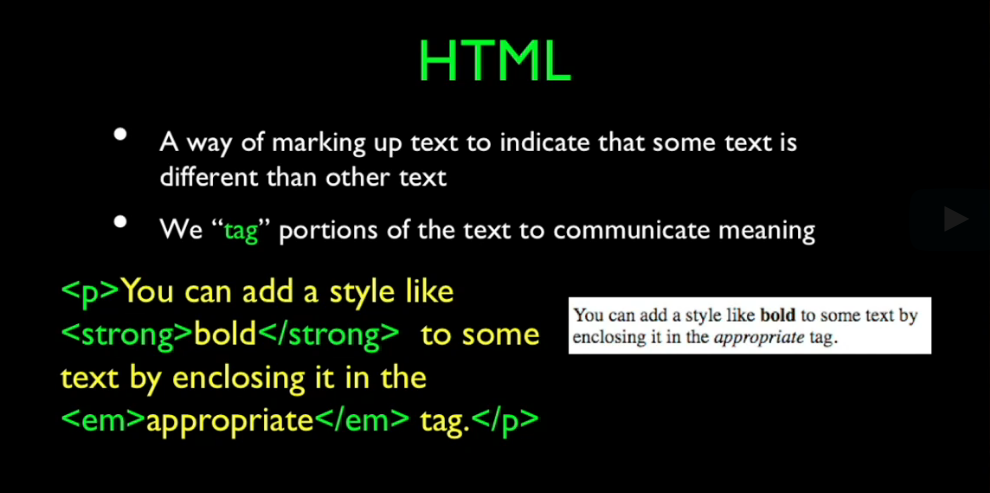 HTML
• A way of marking up text to indicate that some text is
different than other text
• We “tag” portions of the text to communicate meaning
<p>You can add a style like
<strong>bold</strong> to some
text by enclosing it in the
<em>appropriate</em> tag.</p>
You can add a style like bold to some text by
enclosing it in the appropriate tag.